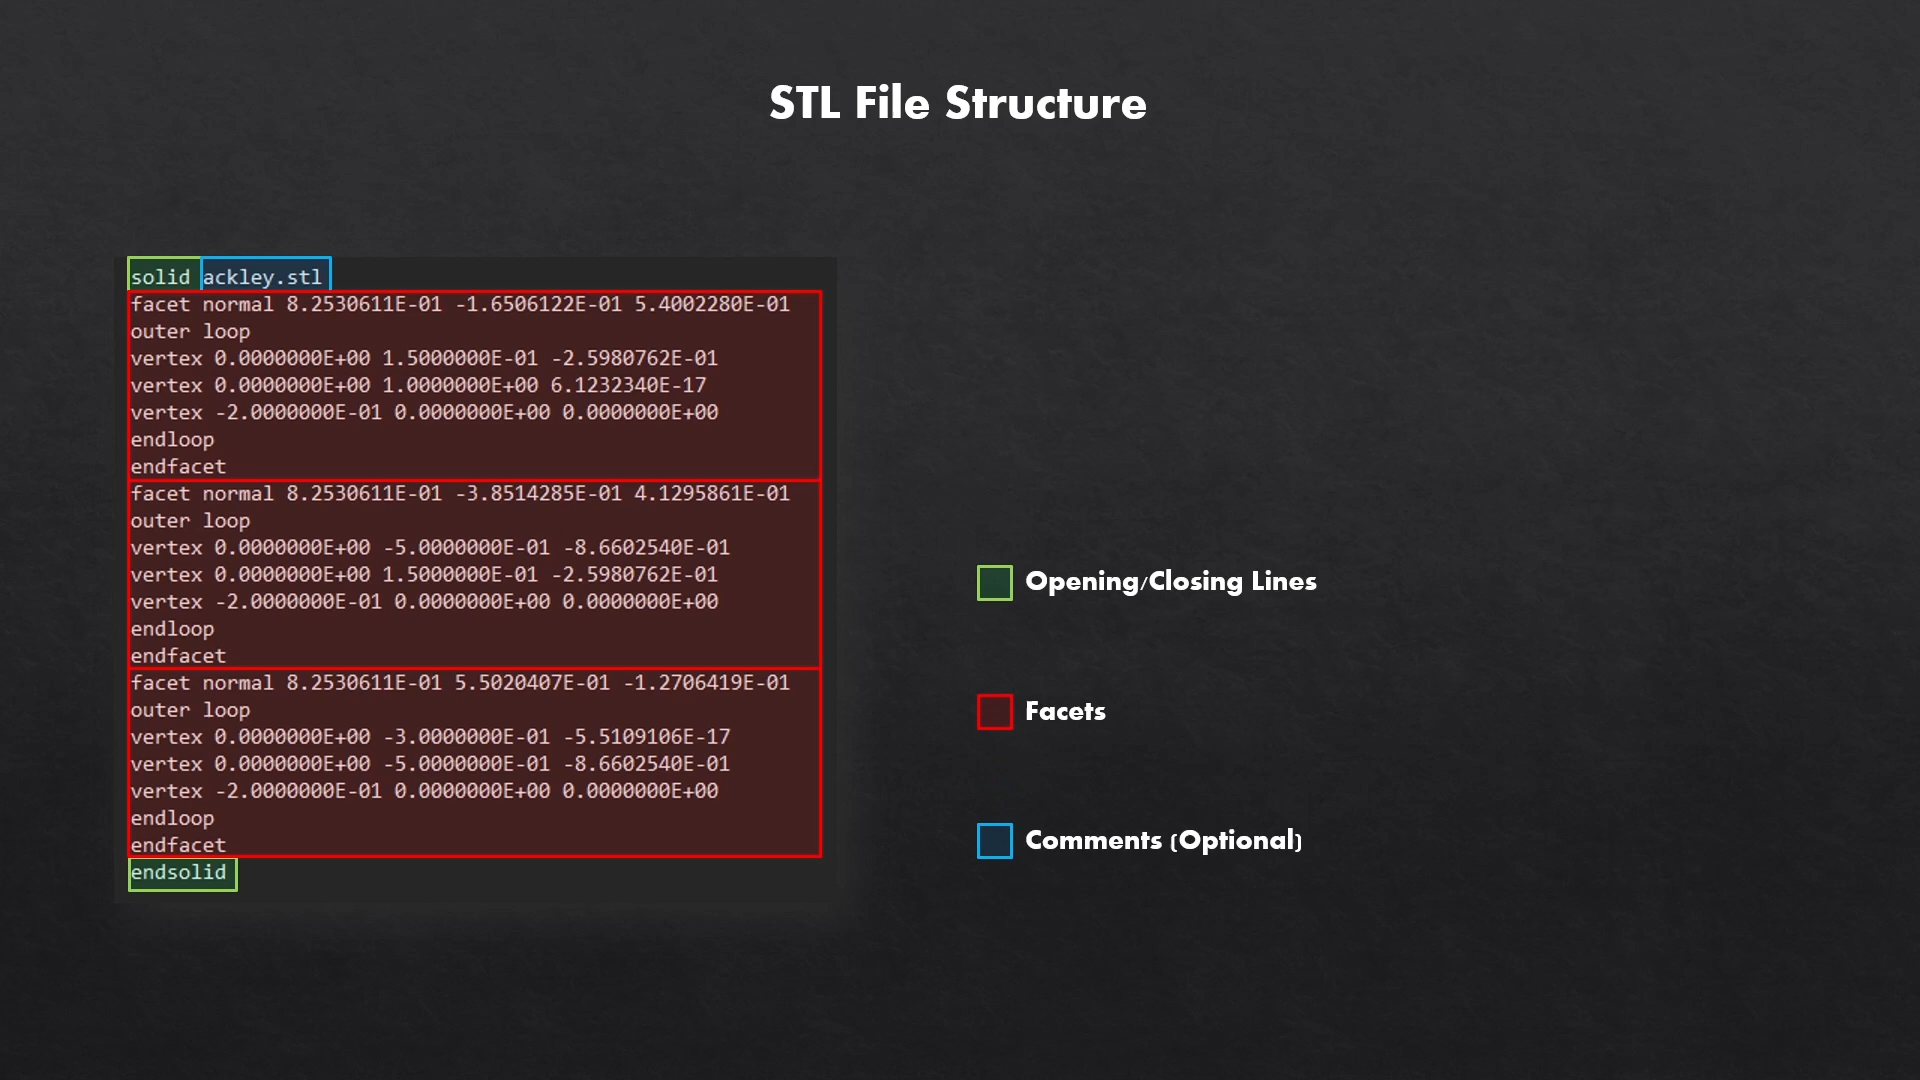 STL File Structure
solid ackley.stl
facet normal 8.2530611E-01 -1.6506122E-01 5.4002280E-01
outer loop
vertex 0.0000000E+00 1.5000000E-01 -2.5980762E-01
vertex 0.0000000E+00 1.0000000E+00 6.1232340E-17
vertex -2.0000000E-01 0.0000000E+00 0.0000000E+00
endloop
endfacet
facet normal 8.2530611E-01 -3.8514285E-01 4.1295861E-01
outer loop
vertex 0.0000000E+00 -5.0000000E-01 -8.6602540E-01
vertex 0.0000000E+00 1.5000000E-01 -2.5980762E-01
vertex -2.0000000E-01 0.0000000E+00 0.0000000E+00
endloop
endfacet
facet normal 8.2530611E-01 5.5020407E-01 -1.2706419E-01
outer loop
vertex 0.0000000E+00 -3.0000000E-01 -5.5109106E-17
vertex 0.0000000E+00 -5.0000000E-01 -8.6602540E-01
vertex -2.0000000E-01 0.0000000E+00 0.0000000E+00
endloop
endfacet
endsolid
Opening/Closing Lines
Facets
Comments (Optional)